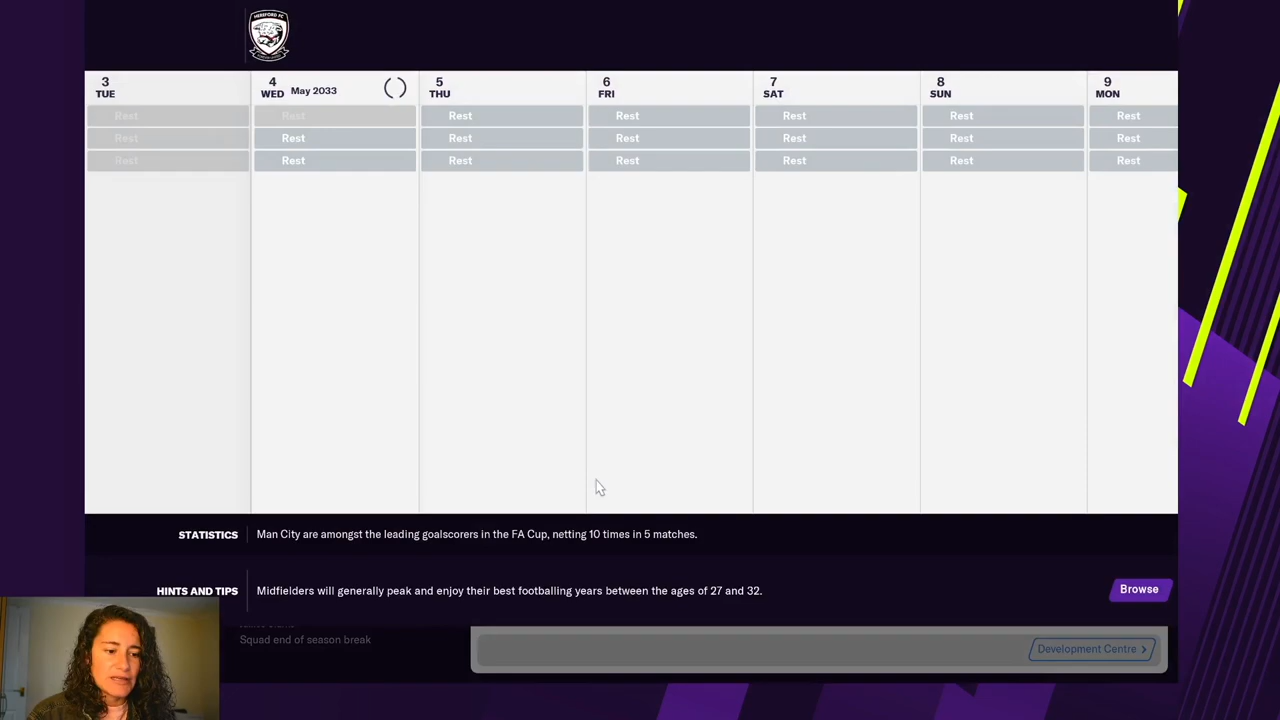 HEREFORD FC
3
TUE
4
WED May 2033
5
THU
6
FRI
7
SAT
8
SUN
9
MON
Rest Rest Rest Rest Rest Rest Rest
Rest Rest Rest Rest Rest Rest Rest
Rest Rest Rest Rest Rest Rest Rest
STATISTICS Man City are amongst the leading goalscorers in the FA Cup, netting 10 times in 5 matches.
HINTS AND TIPS Midfielders will generally peak and enjoy their best footballing years between the ages of 27 and 32. Browse
Squad end of season break
Development Centre